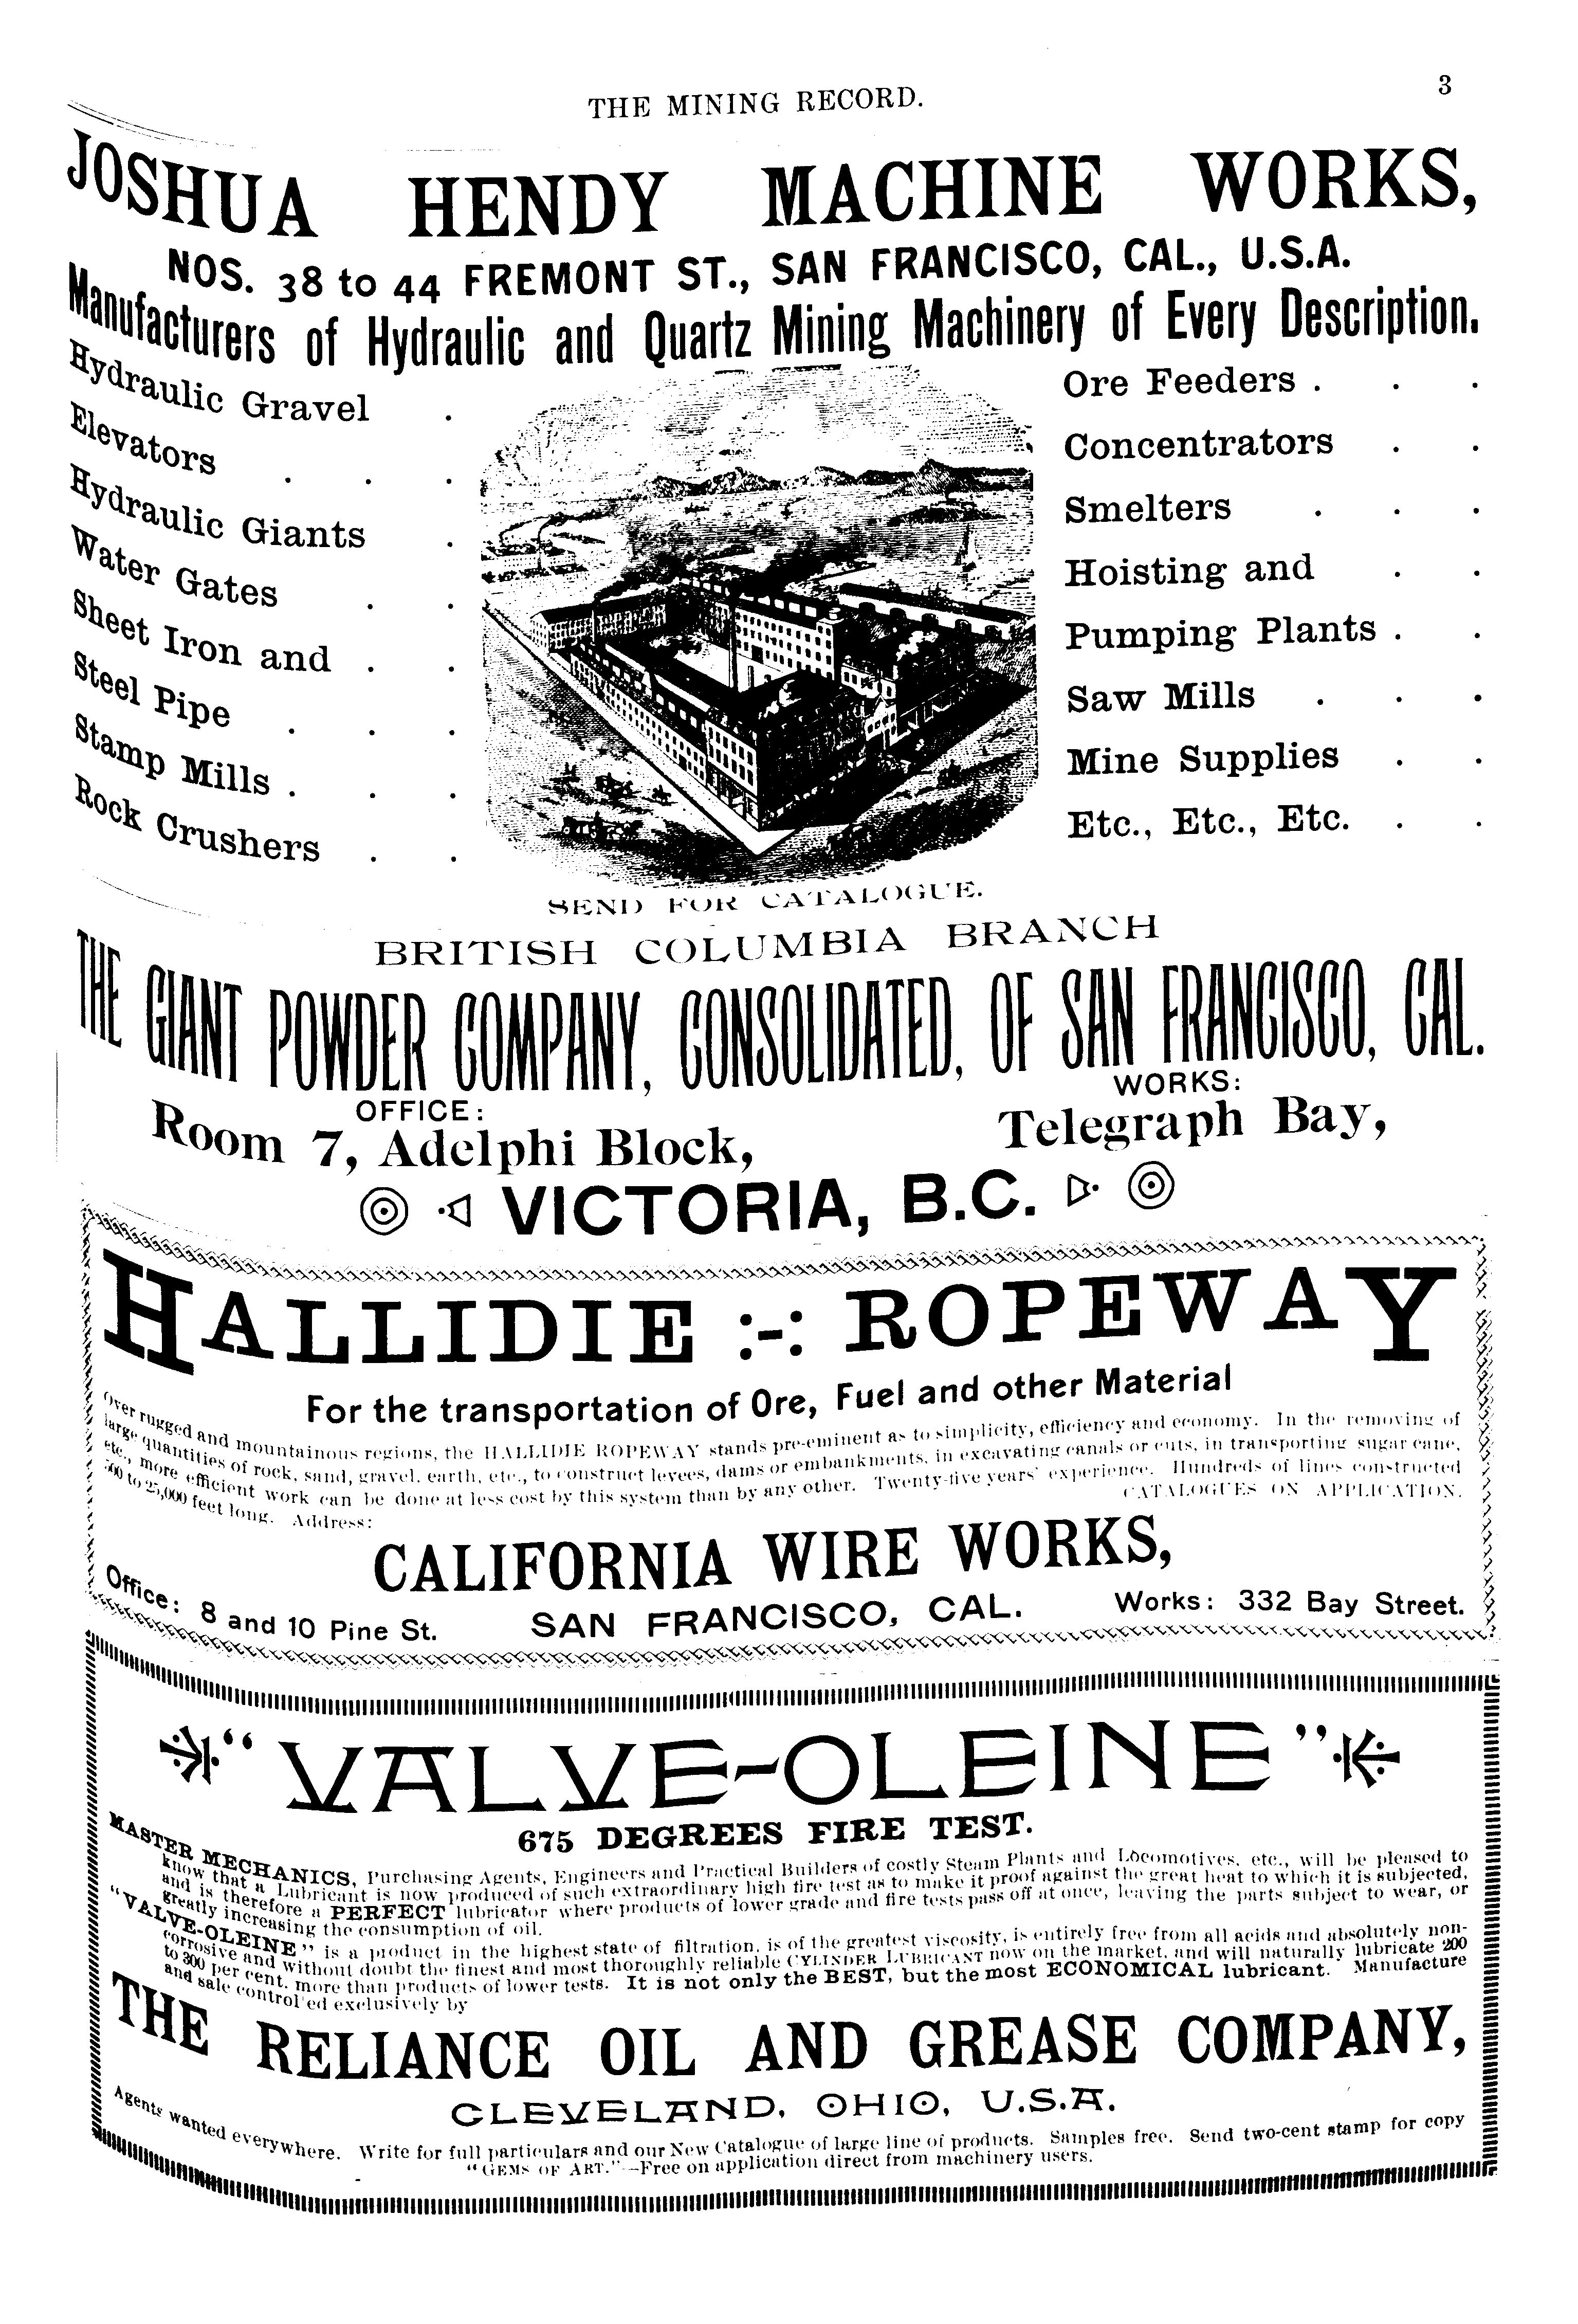 THE MINING RECORD.
3
JOSHUA HENDY MACHINE WORKS,
NOS. 38 to 44 FREMONT ST., SAN FRANCISCO, CAL., U.S.A.
Manufacturers of Hydraulic and Quartz Mining Machinery of Every Description.
Hydraulic Gravel .
Elevators . . .
Hydraulic Giants .
Water Gates . .
Sheet Iron and . .
Steel Pipe . . .
Stamp Mills . . .
Rock Crushers . .
Ore Feeders . . .
Concentrators . .
Smelters . . .
Hoisting and . .
Pumping Plants . .
Saw Mills . . .
Mine Supplies . .
Etc., Etc., Etc. . .
SEND FOR CATALOGUE.
BRITISH COLUMBIA BRANCH
THE GIANT POWDER COMPANY, CONSOLIDATED, OF SAN FRANCISCO, CAL.
OFFICE:
Room 7, Adelphi Block,
WORKS:
Telegraph Bay,
VICTORIA, B.C.
HALLIDIE :-: ROPEWAY
For the transportation of Ore, Fuel and other Material
Over rugged and mountainous regions, the HALLIDIE ROPEWAY stands pre-eminent as to simplicity, efficiency and economy. In the removing of
large quantities of rock, sand, gravel, earth, etc., to construct levees, dams or embankments, in excavating canals or cuts, in transporting sugar cane,
etc., more efficient work can be done at less cost by this system than by any other. Twenty-five years' experience. Hundreds of lines constructed
500 to 25,000 feet long. Address: CATALOGUES ON APPLICATION.
CALIFORNIA WIRE WORKS,
Office: 8 and 10 Pine St. SAN FRANCISCO, CAL. Works: 332 Bay Street.
"VALVE-OLEINE"
675 DEGREES FIRE TEST.
MASTER MECHANICS, Purchasing Agents, Engineers and Practical Builders of costly Steam Plants and Locomotives, etc., will be pleased to
know that a Lubricant is now produced of such extraordinary high fire test as to make it proof against the great heat to which it is subjected,
and is therefore a PERFECT lubricator where products of lower grade and fire tests pass off at once, leaving the parts subject to wear, or
greatly increasing the consumption of oil.
"VALVE-OLEINE" is a product in the highest state of filtration, is of the greatest viscosity, is entirely free from all acids and absolutely non-
corrosive and without doubt the finest and most thoroughly reliable CYLINDER LUBRICANT now on the market, and will naturally lubricate 200
to 300 per cent. more than products of lower tests. It is not only the BEST, but the most ECONOMICAL lubricant. Manufacture
and sale controlled exclusively by
THE RELIANCE OIL AND GREASE COMPANY,
CLEVELAND, OHIO, U.S.A.
Agents wanted everywhere. Write for full particulars and our New Catalogue of large line of products. Samples free. Send two-cent stamp for copy
"GEMS OF ART."—Free on application direct from machinery users.